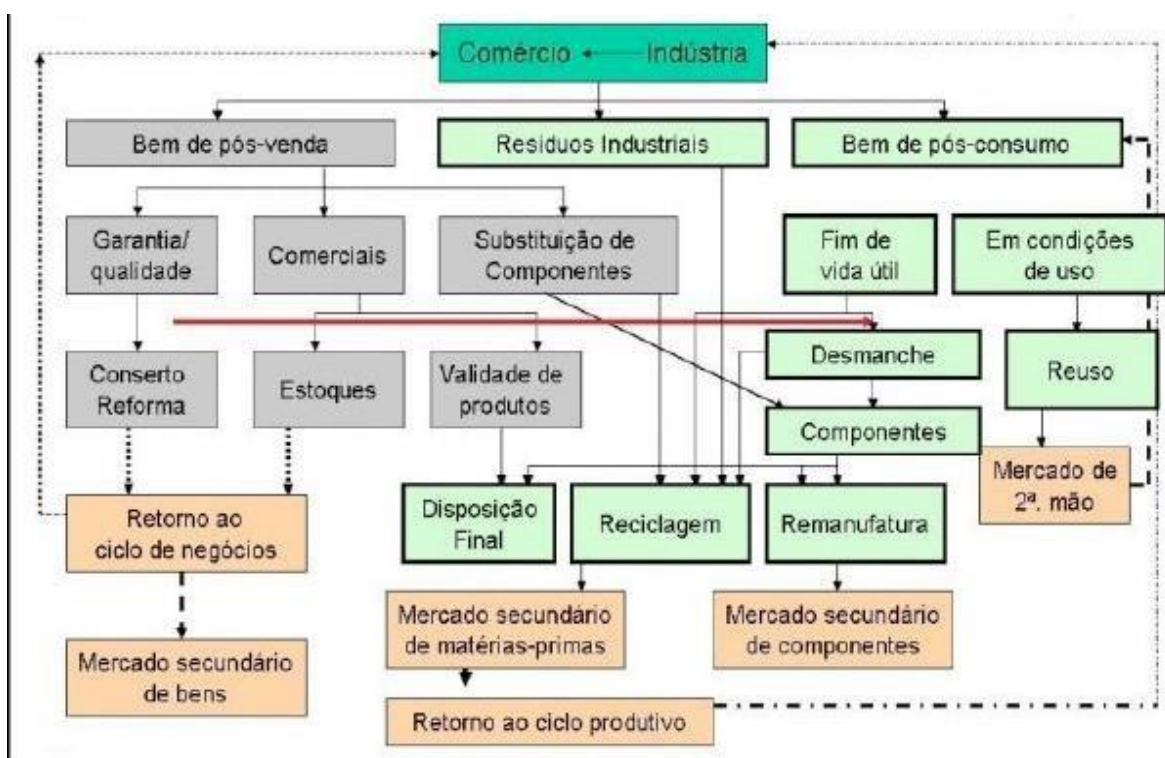 Comércio Indústria
Bem de pós-venda
Resíduos Industriais
Bem de pós-consumo
Garantia/
qualidade
Comerciais
Substituição de
Componentes
Fim de
vida útil
Em condições
de uso
Conserto
Reforma
Estoques
Validade de
produtos
Desmanche
Reuso
Componentes
Mercado de
2ª. mão
Retorno ao
ciclo de negócios
Disposição
Final
Reciclagem
Remanufatura
Mercado secundário
de bens
Mercado secundário
de matérias-primas
Mercado secundário
de componentes
Retorno ao ciclo produtivo